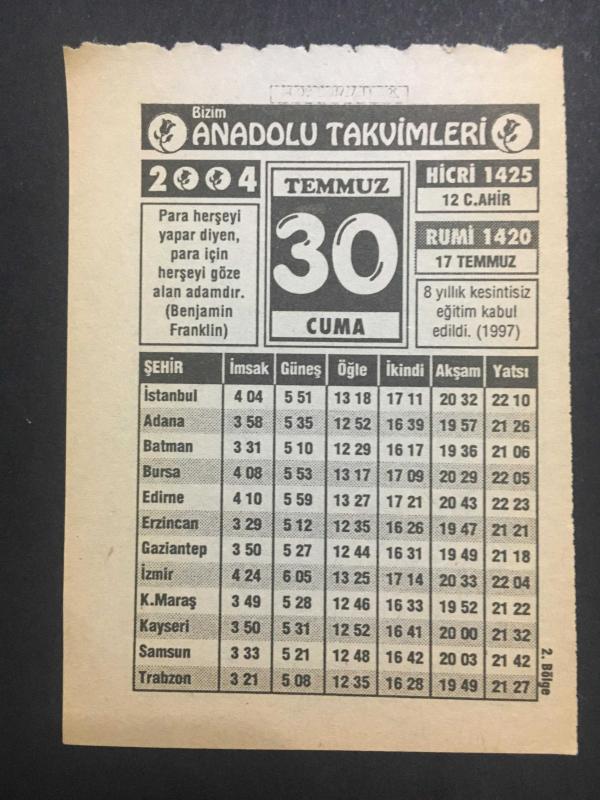 Bizim
ANADOLU TAKVİMLERİ
2004
TEMMUZ
30
CUMA
HİCRİ 1425
12 C.AHİR
RUMİ 1420
17 TEMMUZ
Para herşeyi
yapar diyen,
para için
herşeyi göze
alan adamdır.
(Benjamin
Franklin)
8 yıllık kesintisiz
eğitim kabul
edildi. (1997)
ŞEHİR İmsak Güneş Öğle İkindi Akşam Yatsı
İstanbul 4 04 5 51 13 18 17 11 20 32 22 10
Adana 3 58 5 35 12 52 16 39 19 57 21 26
Batman 3 31 5 10 12 29 16 17 19 36 21 06
Bursa 4 08 5 53 13 17 17 09 20 29 22 05
Edirne 4 10 5 59 13 27 17 21 20 43 22 23
Erzincan 3 29 5 12 12 35 16 26 19 47 21 21
Gaziantep 3 50 5 27 12 44 16 31 19 49 21 18
İzmir 4 24 6 05 13 25 17 14 20 33 22 04
K.Maraş 3 49 5 28 12 46 16 33 19 52 21 22
Kayseri 3 50 5 31 12 52 16 41 20 00 21 32
Samsun 3 33 5 21 12 48 16 42 20 03 21 42
Trabzon 3 21 5 08 12 35 16 28 19 49 21 27
2. Bölge